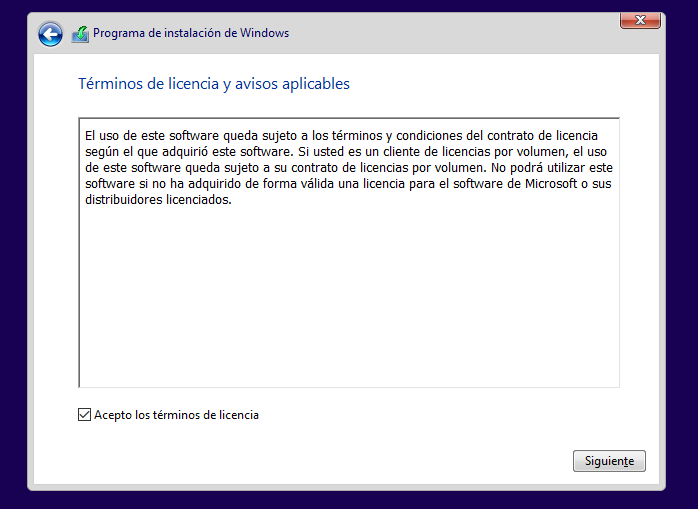 Programa de instalación de Windows
Términos de licencia y avisos aplicables
El uso de este software queda sujeto a los términos y condiciones del contrato de licencia
según el que adquirió este software. Si usted es un cliente de licencias por volumen, el uso
de este software queda sujeto a su contrato de licencias por volumen. No podrá utilizar este
software si no ha adquirido de forma válida una licencia para el software de Microsoft o sus
distribuidores licenciados.
Acepto los términos de licencia
Siguiente